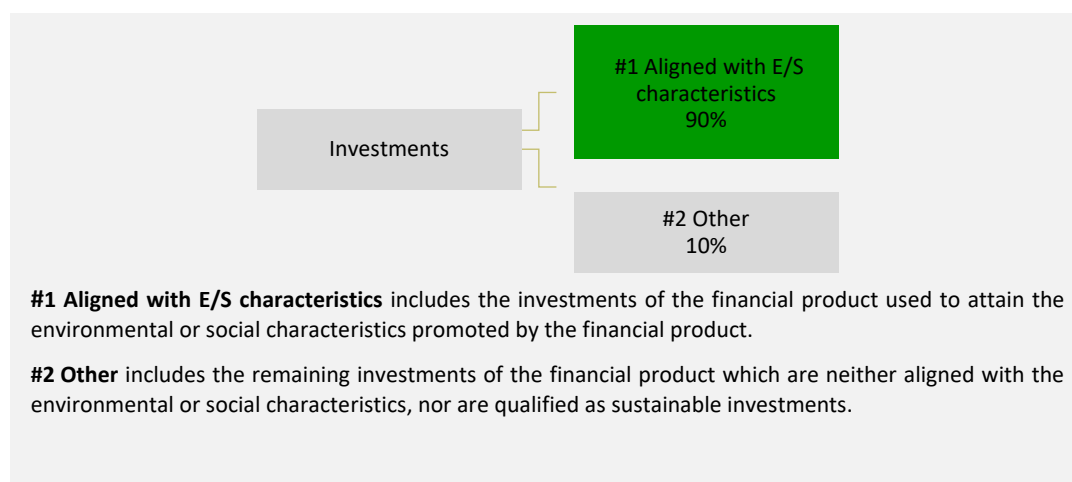 #1 Aligned with E/S
characteristics
90%
Investments
#2 Other
10%
#1 Aligned with E/S characteristics includes the investments of the financial product used to attain the
environmental or social characteristics promoted by the financial product.
#2 Other includes the remaining investments of the financial product which are neither aligned with the
environmental or social characteristics, nor are qualified as sustainable investments.